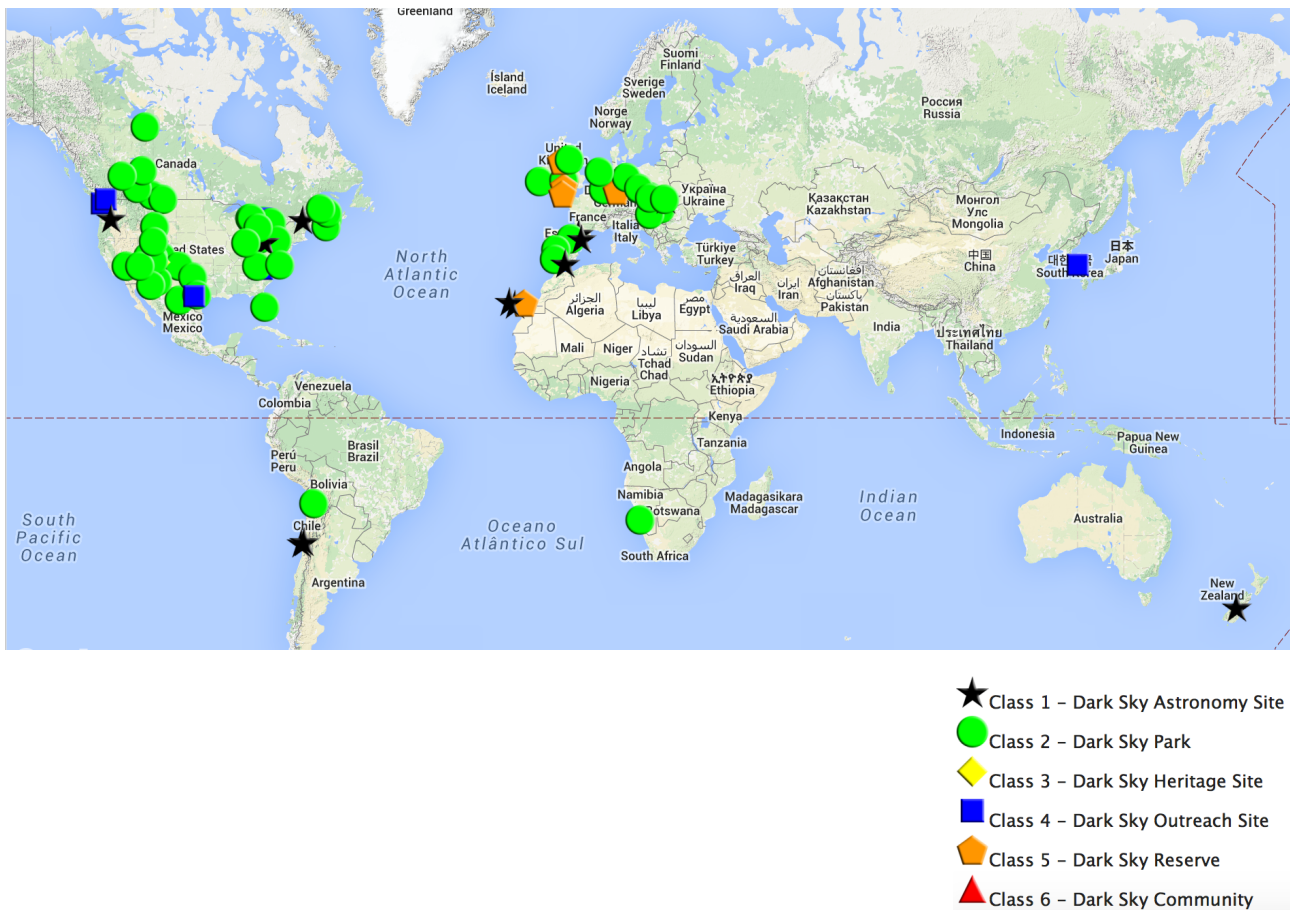 Greenland
Ísland
Iceland
Suomi
Finland
Sverige
Sweden
Norge
Norway
Россия
Russia
Canada
United
Україна
Ukraine
France
Italia
Italy
Қазақстан
Kazakhstan
Монгол
Улс
Mongolia
ed States
North
Atlantic
Ocean
Türkiye
Turkey
中国
China
日本
Japan
South Korea
العراق
Iraq
ایران
Iran
افغانستان
Afghanistan
پاکستان
Pakistan
الجزائر
Algeria
ليبيا
Libya
مصر
Egypt
السعودية
Saudi Arabia
India
México
Mexico
Mali
Niger
تشاد
Tchad
Chad
السودان
Sudan
ประเทศไทย
Thailand
Nigeria
ኢትዮጵያ
Ethiopia
Venezuela
Colombia
Kenya
Brasil
Brazil
Perú
Peru
Tanzania
Indonesia
Papua New
Guinea
Angola
Bolivia
Namibia
Botswana
Madagasikara
Madagascar
Indian
Ocean
South
Pacific
Ocean
Chile
Oceano
Atlântico Sul
Australia
South Africa
Argentina
New
Zealand
Class 1 – Dark Sky Astronomy Site
Class 2 – Dark Sky Park
Class 3 – Dark Sky Heritage Site
Class 4 – Dark Sky Outreach Site
Class 5 – Dark Sky Reserve
Class 6 – Dark Sky Community